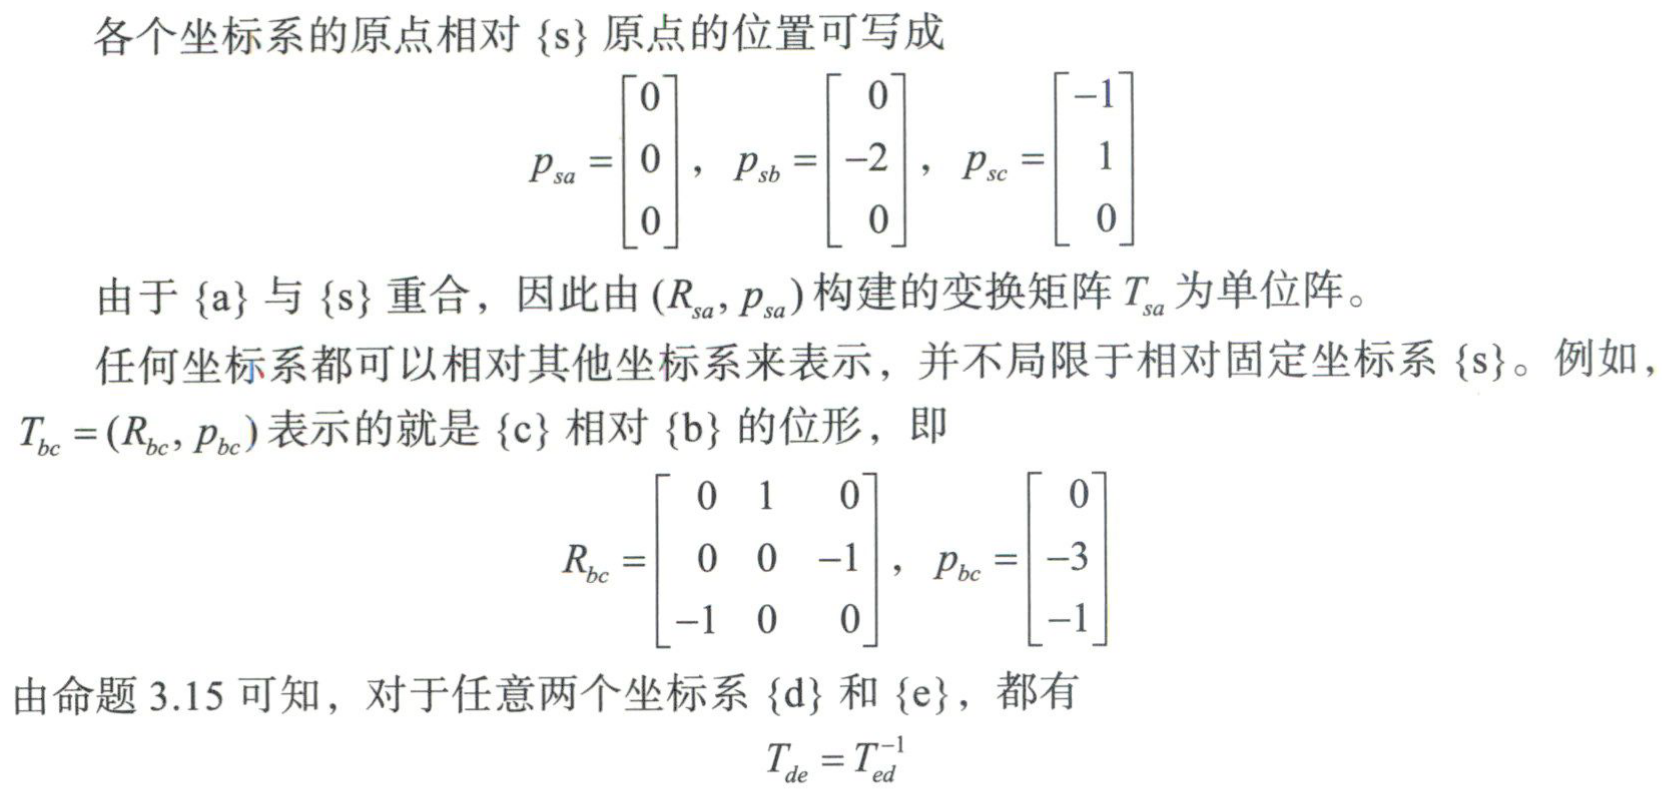 各个坐标系的原点相对 {s} 原点的位置可写成
$p_{sa} = \begin{bmatrix} 0 \\ 0 \\ 0 \end{bmatrix}$，$p_{sb} = \begin{bmatrix} 0 \\ -2 \\ 0 \end{bmatrix}$，$p_{sc} = \begin{bmatrix} -1 \\ 1 \\ 0 \end{bmatrix}$
由于 {a} 与 {s} 重合，因此由 $(R_{sa}, p_{sa})$ 构建的变换矩阵 $T_{sa}$ 为单位阵。
任何坐标系都可以相对其他坐标系来表示，并不局限于相对固定坐标系 {s}。例如，
$T_{bc} = (R_{bc}, p_{bc})$ 表示的就是 {c} 相对 {b} 的位形，即
$R_{bc} = \begin{bmatrix} 0 & 1 & 0 \\ 0 & 0 & -1 \\ -1 & 0 & 0 \end{bmatrix}$，$p_{bc} = \begin{bmatrix} 0 \\ -3 \\ -1 \end{bmatrix}$
由命题 3.15 可知，对于任意两个坐标系 {d} 和 {e}，都有
$T_{de} = T_{ed}^{-1}$